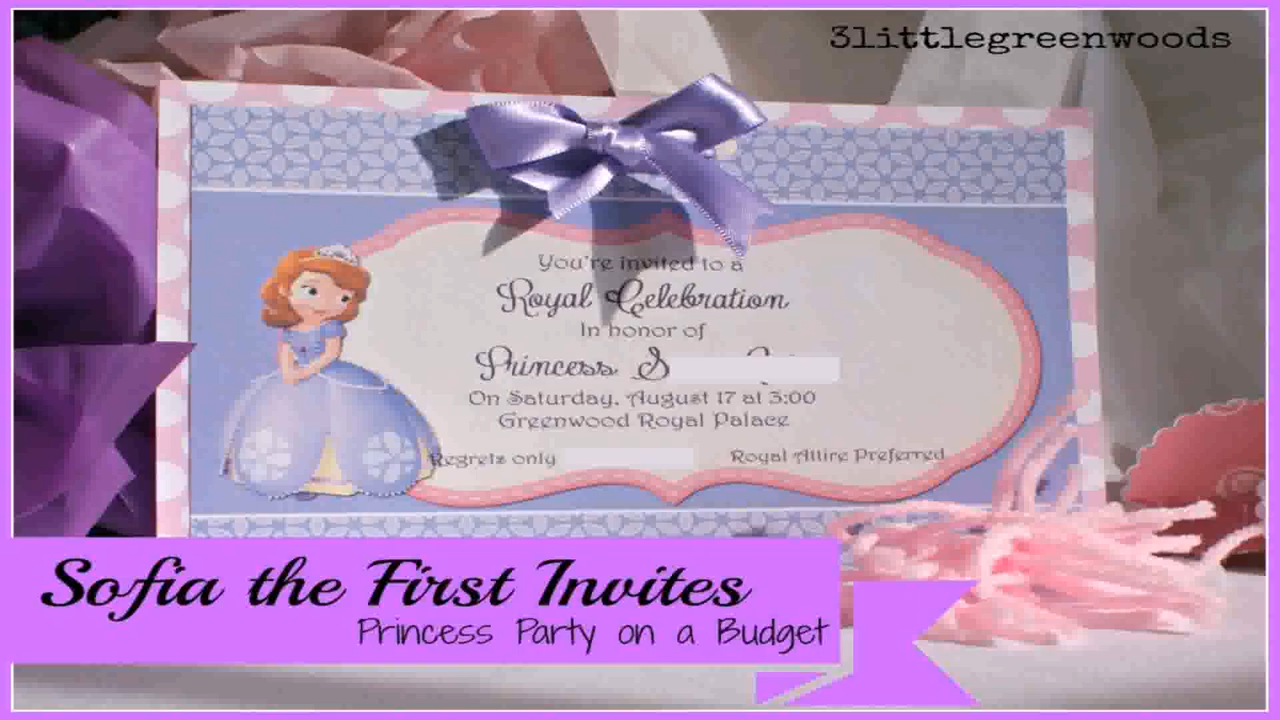 3littlegreenwoods
You're invited to a
Royal Celebration
In honor of
Princess S
On Saturday, August 17 at 3:00
Greenwood Royal Palace
Regrets only
Royal Attire Preferred
Sofia the First Invites
Princess Party on a Budget